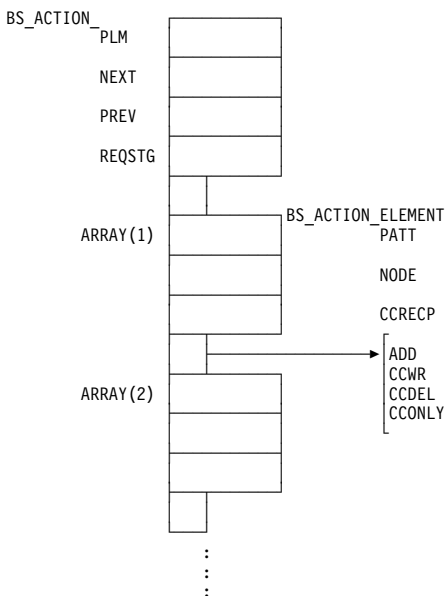 BS_ACTION_
PLM
NEXT
PREV
REQSTG
BS_ACTION_ELEMENT
ARRAY(1)
PATT
NODE
CCRECP
ADD
CCWR
CCDEL
ARRAY(2)
CCONLY